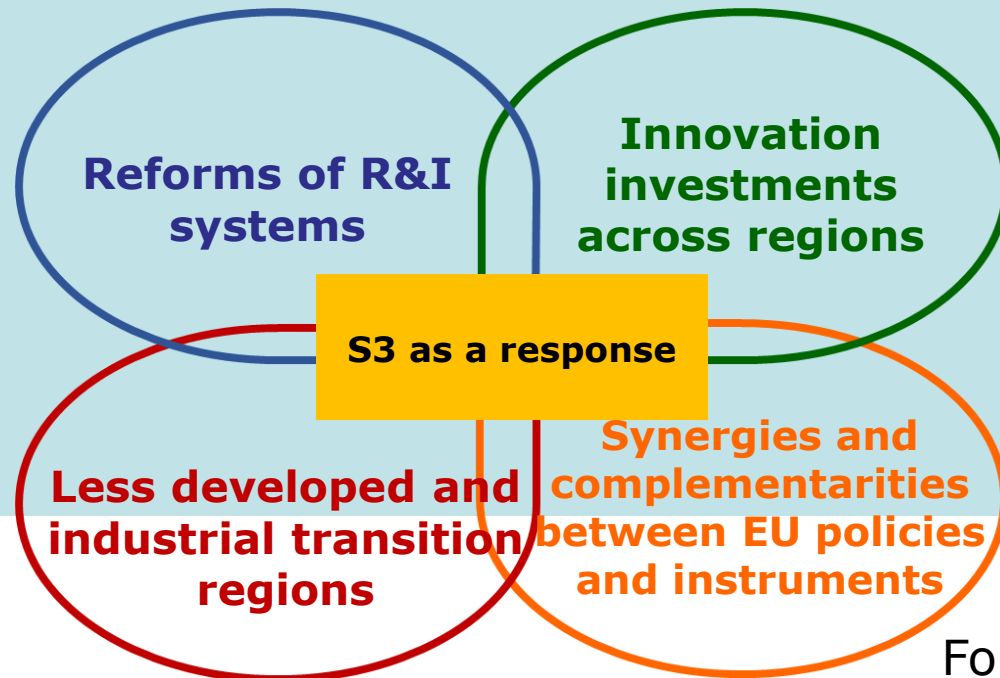 Reforms of R&I
systems
Innovation
investments
across regions
S3 as a response
Less developed and
industrial transition
regions
Synergies and
complementarities
between EU policies
and instruments
Fo